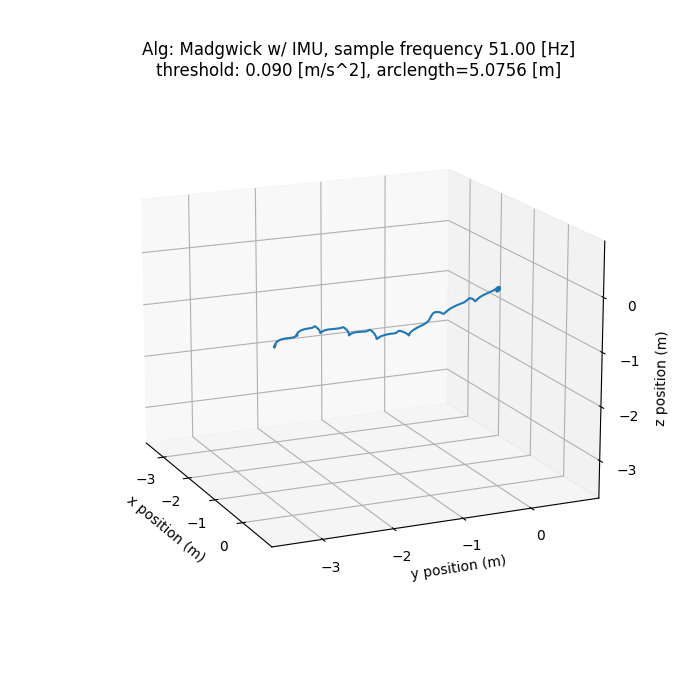 Alg: Madgwick w/ IMU, sample frequency 51.00 [Hz]
threshold: 0.090 [m/s^2], arclength=5.0756 [m]
0
−1
−2
−3
z position (m)
−3
−2
−1
0
x position (m)
−3
−2
−1
0
y position (m)